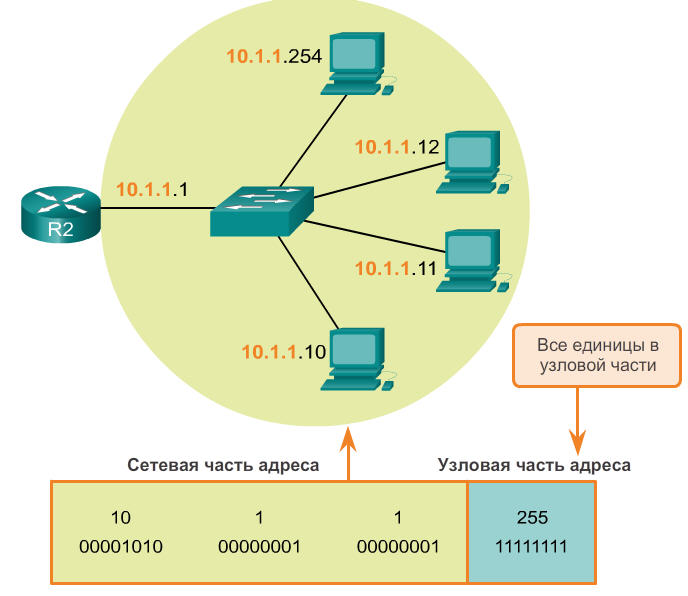 10.1.1.254
10.1.1.12
10.1.1.1
R2
10.1.1.11
10.1.1.10
Все единицы в
узловой части
Сетевая часть адреса
Узловая часть адреса
10 1 1 255
00001010 00000001 00000001 11111111